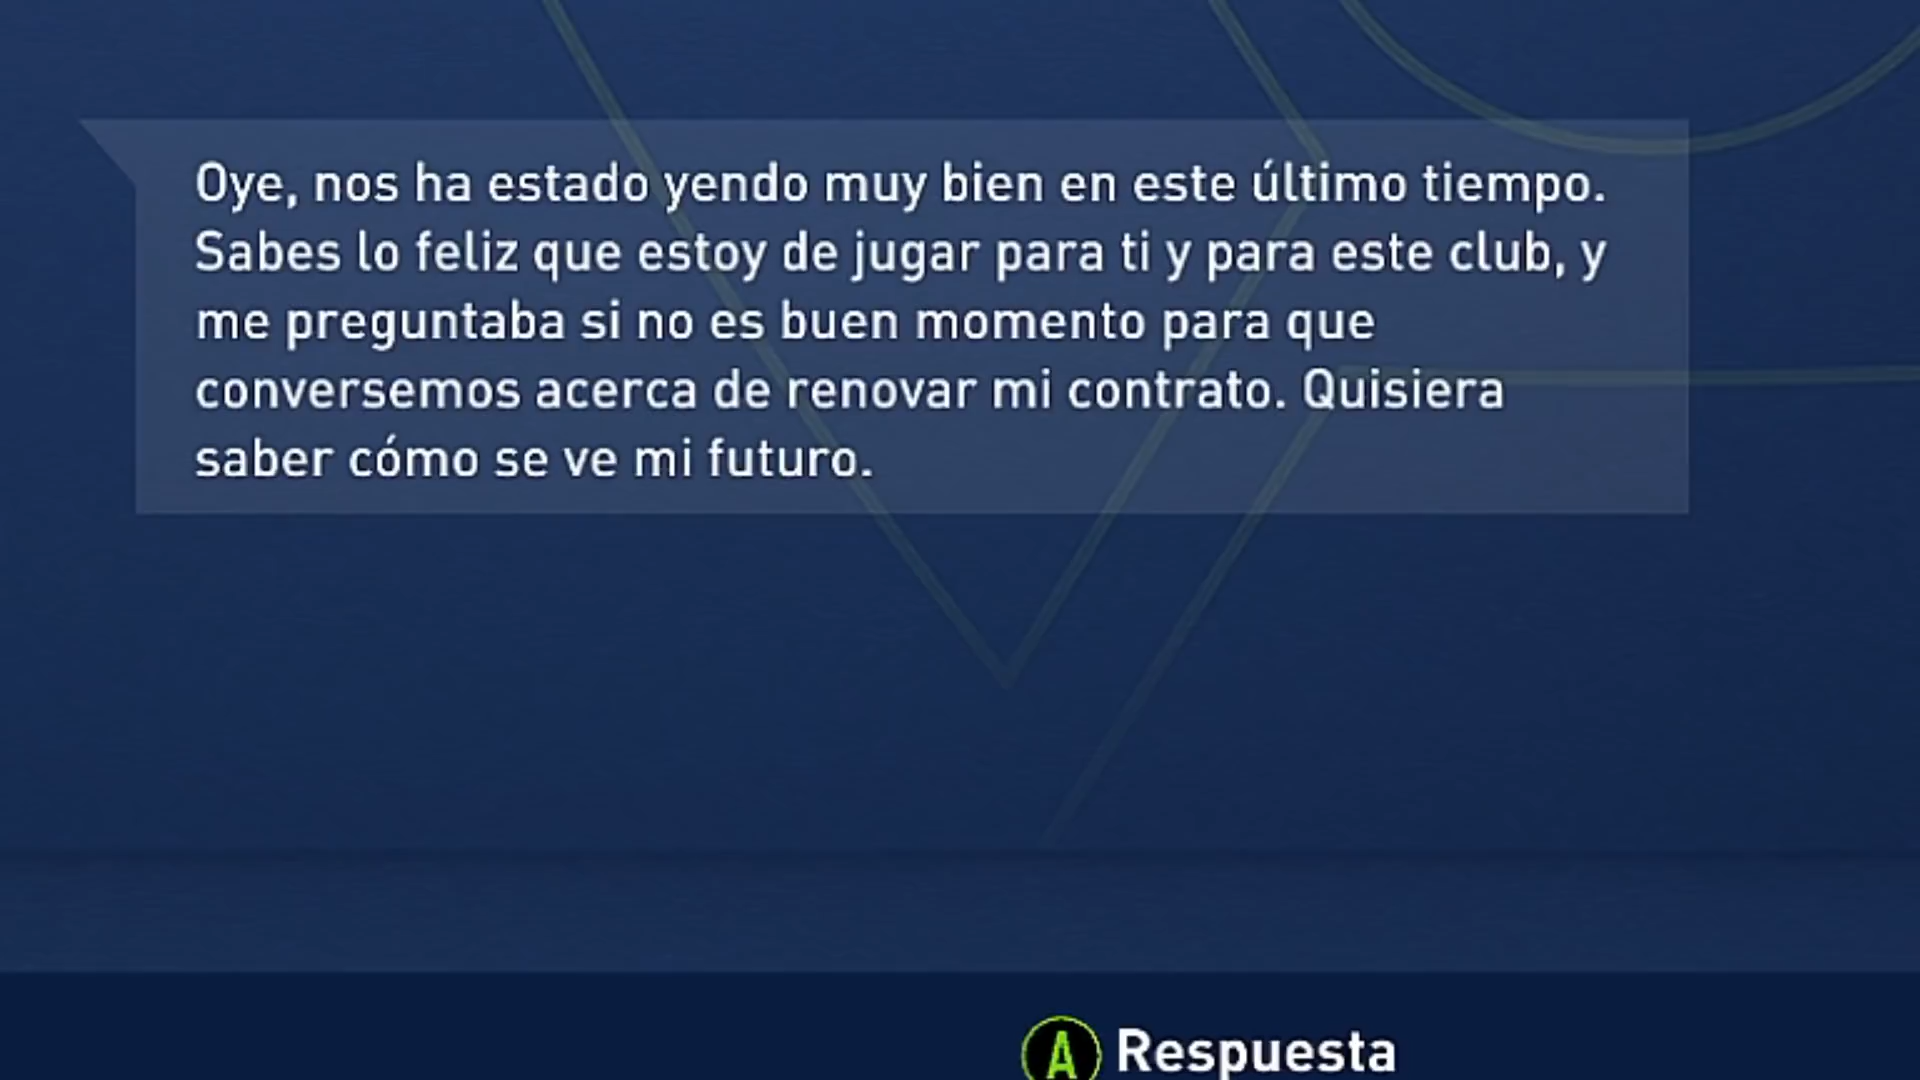 Oye, nos ha estado yendo muy bien en este último tiempo.
Sabes lo feliz que estoy de jugar para ti y para este club, y
me preguntaba si no es buen momento para que
conversemos acerca de renovar mi contrato. Quisiera
saber cómo se ve mi futuro.
A Respuesta